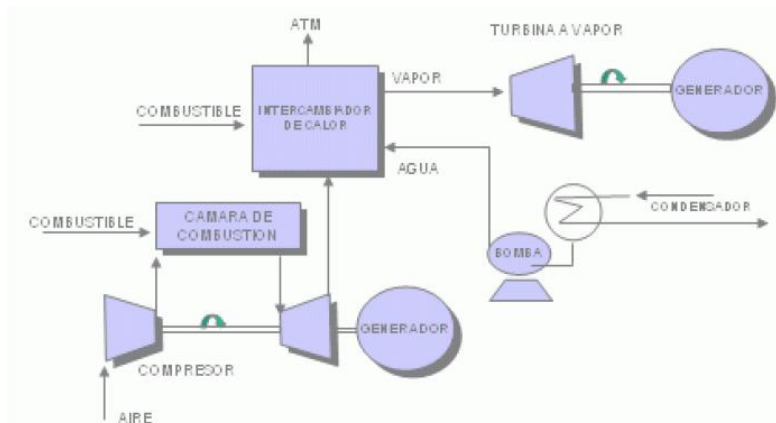 ATM
TURBINA A VAPOR
VAPOR
GENERADOR
COMBUSTIBLE
INTERCAMBIADOR
DE CALOR
AGUA
COMBUSTIBLE
CAMARA DE
COMBUSTION
CONDENSADOR
BOMBA
GENERADOR
COMPRESOR
AIRE